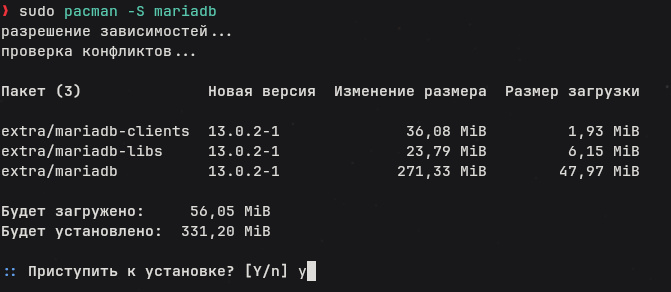 ❯ sudo pacman -S mariadb
разрешение зависимостей...
проверка конфликтов...
Пакет (3) Новая версия Изменение размера Размер загрузки
extra/mariadb-clients 13.0.2-1 36,08 MiB 1,93 MiB
extra/mariadb-libs 13.0.2-1 23,79 MiB 6,15 MiB
extra/mariadb 13.0.2-1 271,33 MiB 47,97 MiB
Будет загружено: 56,05 MiB
Будет установлено: 331,20 MiB
:: Приступить к установке? [Y/n] y